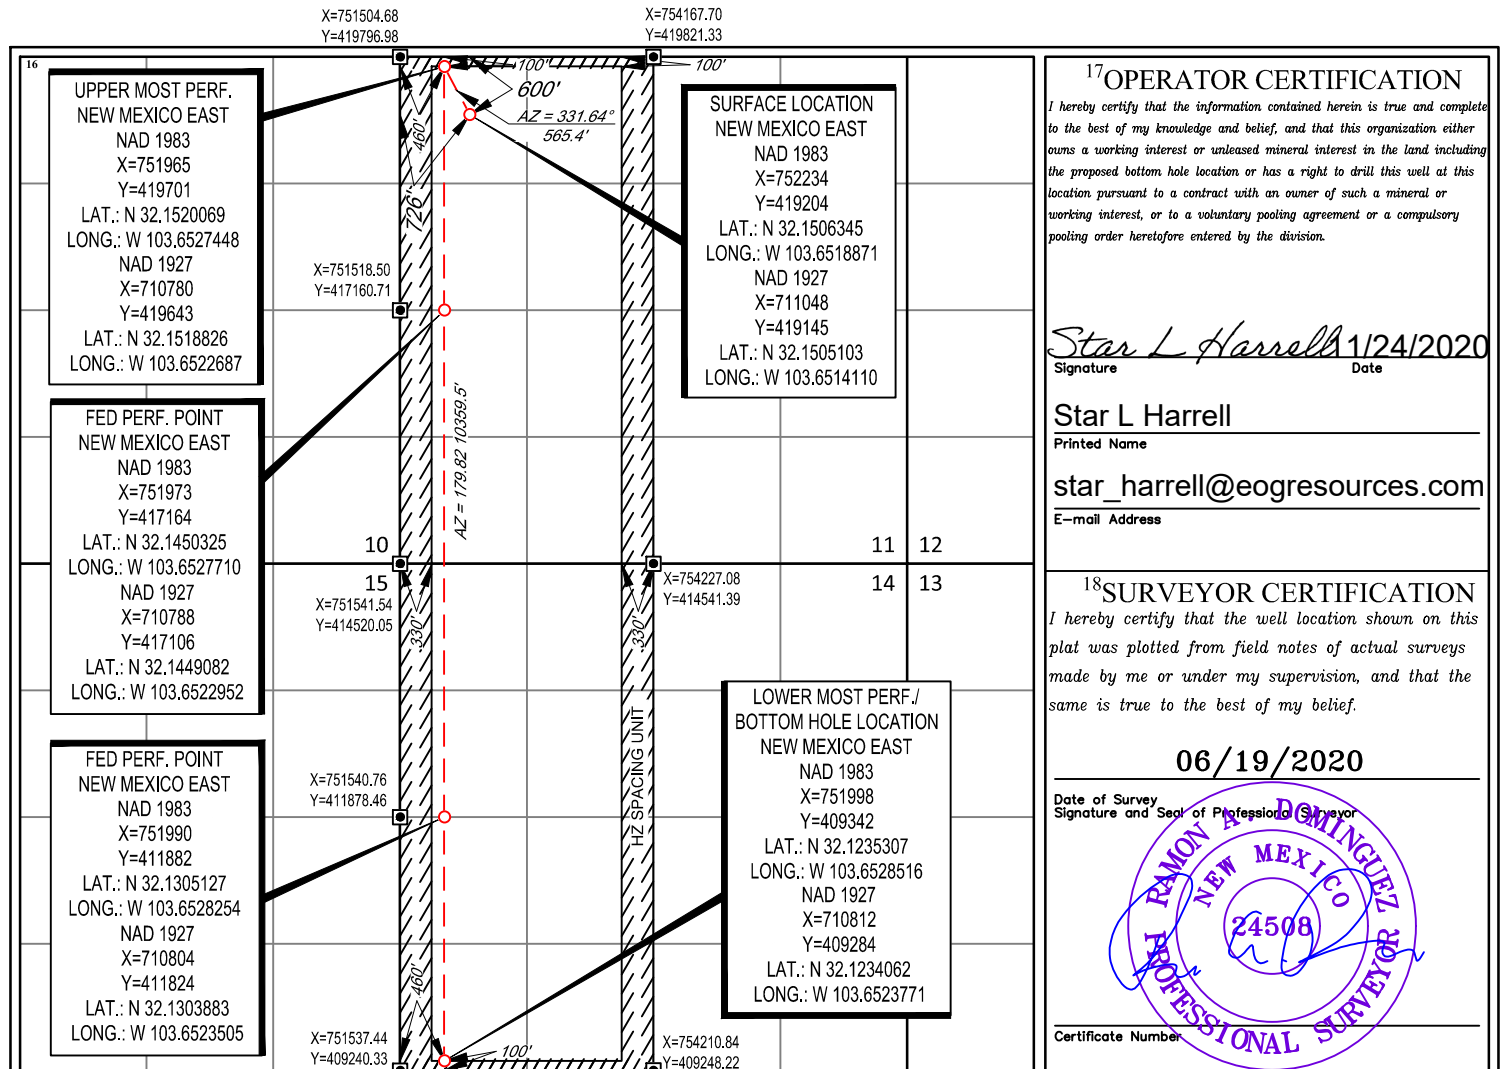 X=751504.68
Y=419796.98
X=754167.70
Y=419821.33
16
UPPER MOST PERF.
NEW MEXICO EAST
NAD 1983
X=751965
Y=419701
LAT.: N 32.1520069
LONG.: W 103.6527448
NAD 1927
X=710780
Y=419643
LAT.: N 32.1518826
LONG.: W 103.6522687
100'
100'
600'
AZ = 331.64°
565.4'
460'
726'
SURFACE LOCATION
NEW MEXICO EAST
NAD 1983
X=752234
Y=419204
LAT.: N 32.1506345
LONG.: W 103.6518871
NAD 1927
X=711048
Y=419145
LAT.: N 32.1505103
LONG.: W 103.6514110
X=751518.50
Y=417160.71
FED PERF. POINT
NEW MEXICO EAST
NAD 1983
X=751973
Y=417164
LAT.: N 32.1450325
LONG.: W 103.6527710
NAD 1927
X=710788
Y=417106
LAT.: N 32.1449082
LONG.: W 103.6522952
AZ = 179.82 10359.5'
10
15
11
12
14
13
X=751541.54
Y=414520.05
X=754227.08
Y=414541.39
330'
330'
HZ SPACING UNIT
FED PERF. POINT
NEW MEXICO EAST
NAD 1983
X=751990
Y=411882
LAT.: N 32.1305127
LONG.: W 103.6528254
NAD 1927
X=710804
Y=411824
LAT.: N 32.1303883
LONG.: W 103.6523505
X=751540.76
Y=411878.46
LOWER MOST PERF./
BOTTOM HOLE LOCATION
NEW MEXICO EAST
NAD 1983
X=751998
Y=409342
LAT.: N 32.1235307
LONG.: W 103.6528516
NAD 1927
X=710812
Y=409284
LAT.: N 32.1234062
LONG.: W 103.6523771
460'
100'
X=751537.44
Y=409240.33
X=754210.84
Y=409248.22
17 OPERATOR CERTIFICATION
I hereby certify that the information contained herein is true and complete
to the best of my knowledge and belief, and that this organization either
owns a working interest or unleased mineral interest in the land including
the proposed bottom hole location or has a right to drill this well at this
location pursuant to a contract with an owner of such a mineral or
working interest, or to a voluntary pooling agreement or a compulsory
pooling order heretofore entered by the division.
Star L Harrell 11/24/2020
Signature Date
Star L Harrell
Printed Name
star_harrell@eogresources.com
E-mail Address
18 SURVEYOR CERTIFICATION
I hereby certify that the well location shown on this
plat was plotted from field notes of actual surveys
made by me or under my supervision, and that the
same is true to the best of my belief.
06/19/2020
Date of Survey
Signature and Seal of Professional Surveyor
RAMON A. DOMINGUEZ
NEW MEXICO
24508
PROFESSIONAL SURVEYOR
Certificate Number